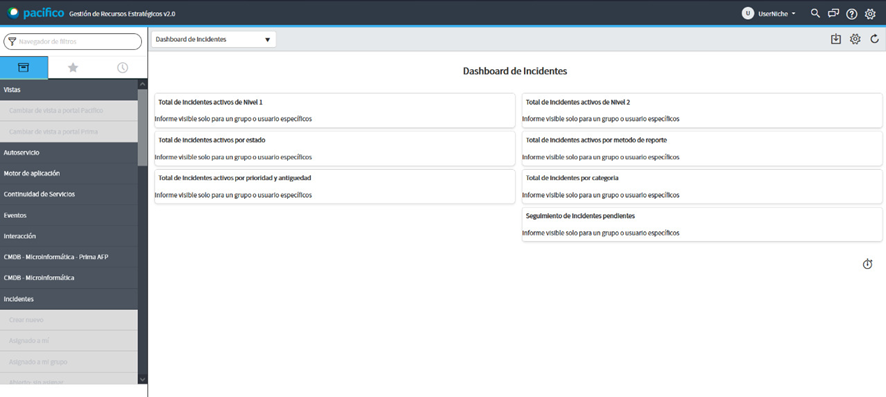 pacífico Gestión de Recursos Estratégicos v2.0
U UserNiche
Navegador de filtros
Dashboard de Incidentes
Vistas
Cambiar de vista a portal Pacífico
Cambiar de vista a portal Prima
Autoservicio
Motor de aplicación
Continuidad de Servicios
Eventos
Interacción
CMDB - Microinformática - Prima AFP
CMDB - Microinformática
Incidentes
Crear nuevo
Asignado a mí
Asignado a mi grupo
Dashboard de Incidentes
Total de Incidentes activos de Nivel 1
Informe visible solo para un grupo o usuario específicos
Total de Incidentes activos de Nivel 2
Informe visible solo para un grupo o usuario específicos
Total de Incidentes activos por estado
Informe visible solo para un grupo o usuario específicos
Total de Incidentes activos por metodo de reporte
Informe visible solo para un grupo o usuario específicos
Total de Incidentes activos por prioridad y antiguedad
Informe visible solo para un grupo o usuario específicos
Total de Incidentes por categoria
Informe visible solo para un grupo o usuario específicos
Seguimiento de Incidentes pendientes
Informe visible solo para un grupo o usuario específicos